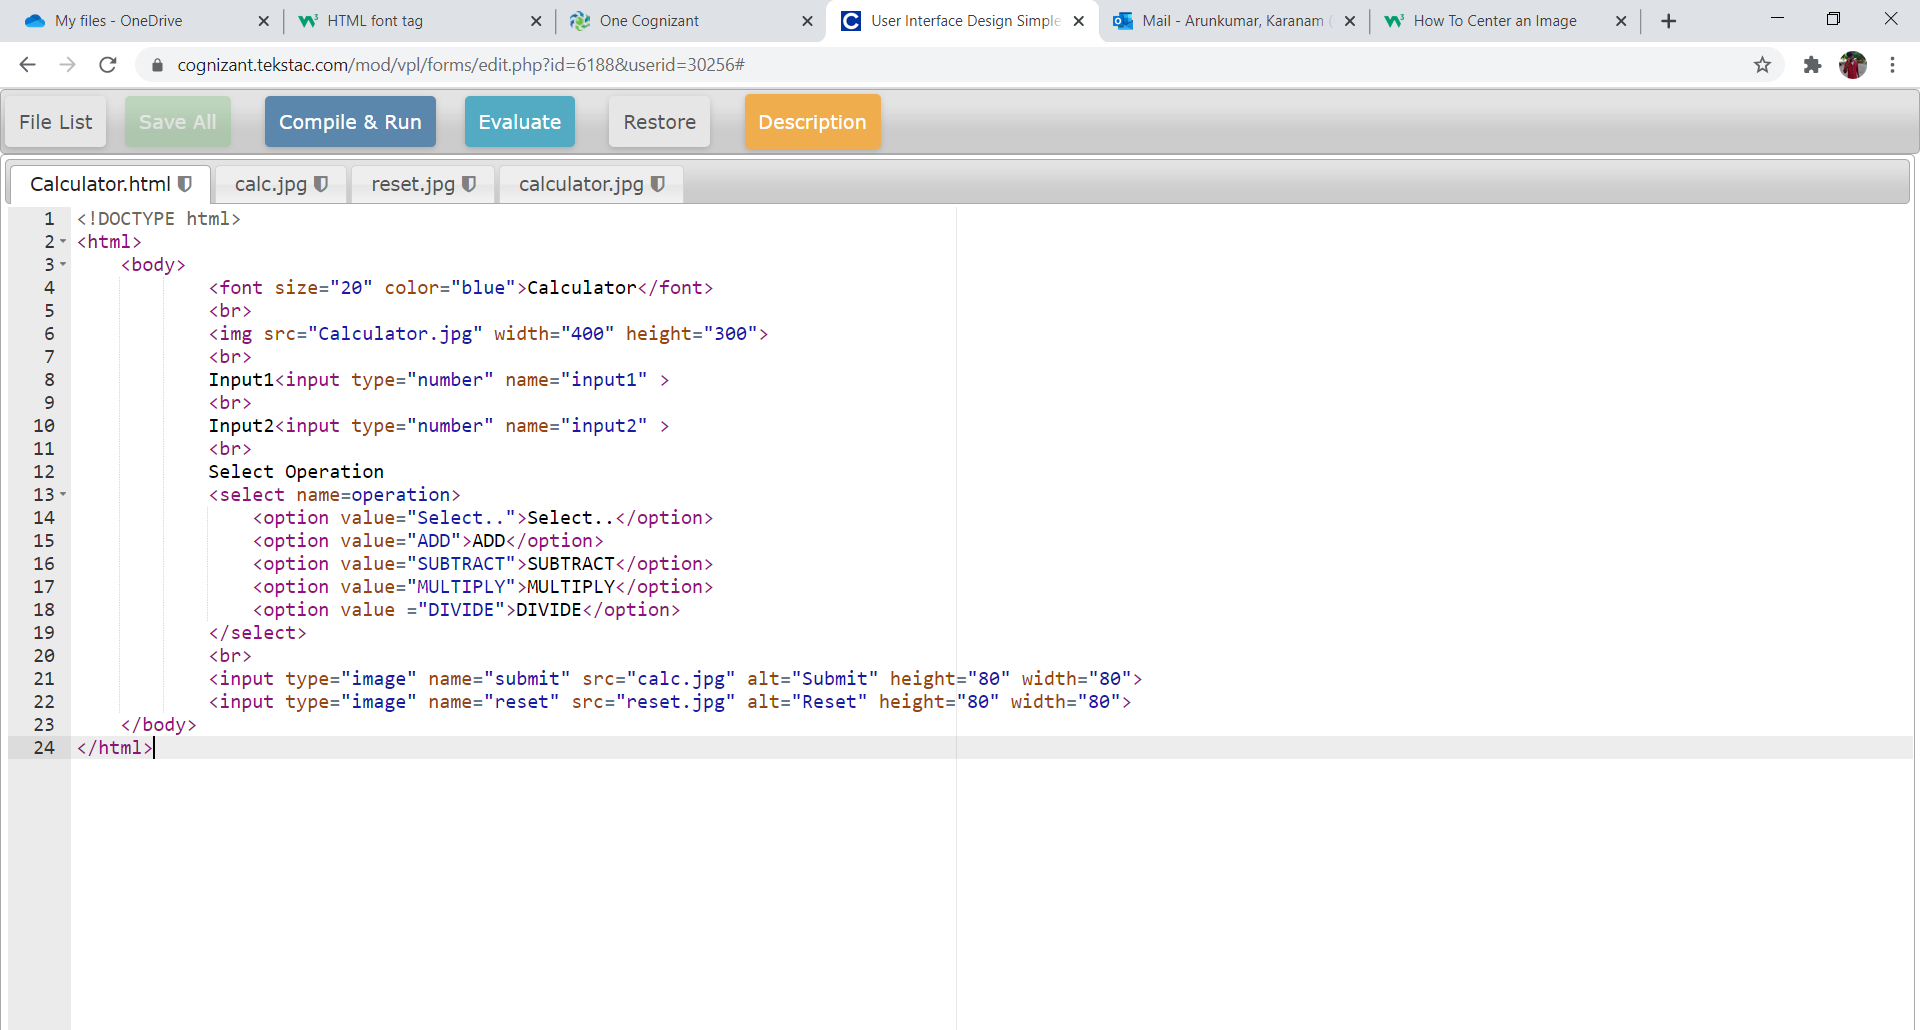 My files - OneDrive
HTML font tag
One Cognizant
User Interface Design Simple
Mail - Arunkumar, Karanam (
How To Center an Image
cognizant.tekstac.com/mod/vpl/forms/edit.php?id=6188&userid=30256#
File List Save All Compile & Run Evaluate Restore Description
Calculator.html calc.jpg reset.jpg calculator.jpg
1 <!DOCTYPE html>
2 <html>
3 <body>
4 <font size="20" color="blue">Calculator</font>
5 <br>
6 <img src="Calculator.jpg" width="400" height="300">
7 <br>
8 Input1<input type="number" name="input1" >
9 <br>
10 Input2<input type="number" name="input2" >
11 <br>
12 Select Operation
13 <select name=operation>
14 <option value="Select..">Select..</option>
15 <option value="ADD">ADD</option>
16 <option value="SUBTRACT">SUBTRACT</option>
17 <option value="MULTIPLY">MULTIPLY</option>
18 <option value ="DIVIDE">DIVIDE</option>
19 </select>
20 <br>
21 <input type="image" name="submit" src="calc.jpg" alt="Submit" height="80" width="80">
22 <input type="image" name="reset" src="reset.jpg" alt="Reset" height="80" width="80">
23 </body>
24 </html>